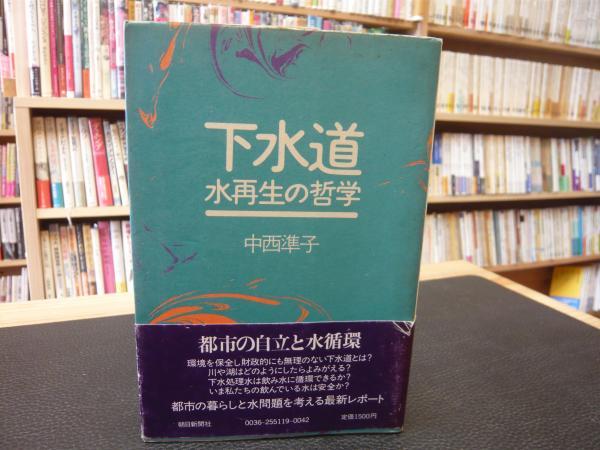 下水道
水再生の哲学
中西準子
都市の自立と水循環
環境を保全し財政的にも無理のない下水道とは?
川や湖はどのようにしたらよみがえる?
下水処理水は飲み水に循環できるか?
いま私たちの飲んでいる水は安全か?
都市の暮らしと水問題を考える最新レポート
朝日新聞社 0036-255119-0042 定価1500円